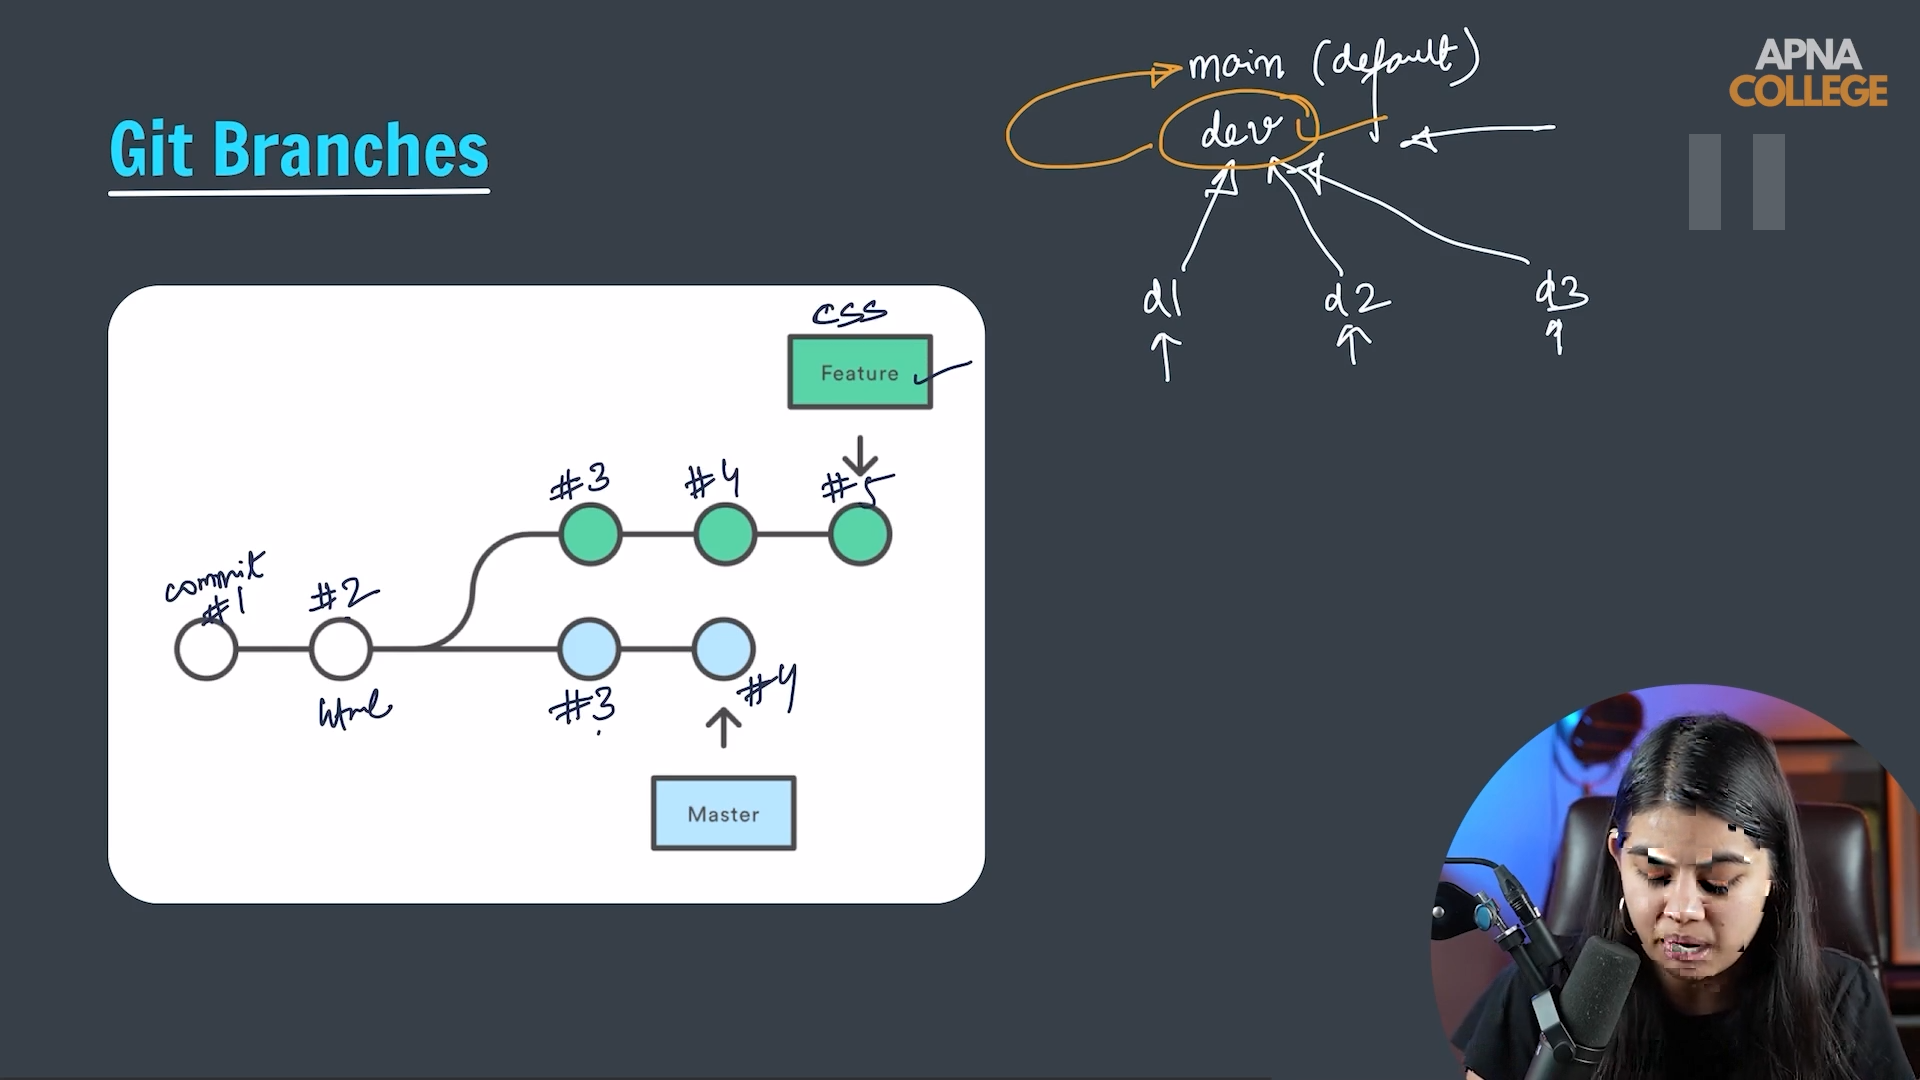 main (default)
APNA
COLLEGE
dev
Git Branches
d1 d2 d3
css
Feature
#3 #4 #5
commit
#1 #2
html
#3 #4
Master